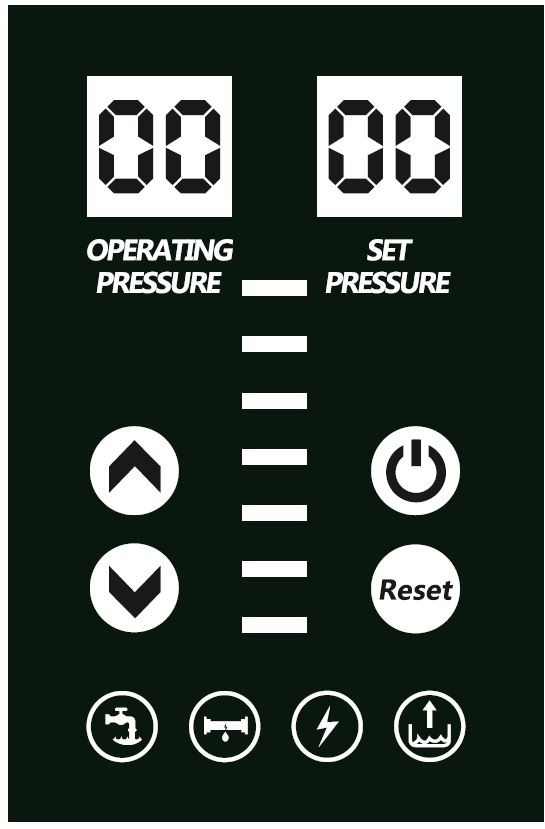 00 00
OPERATING
PRESSURE
SET
PRESSURE
Reset